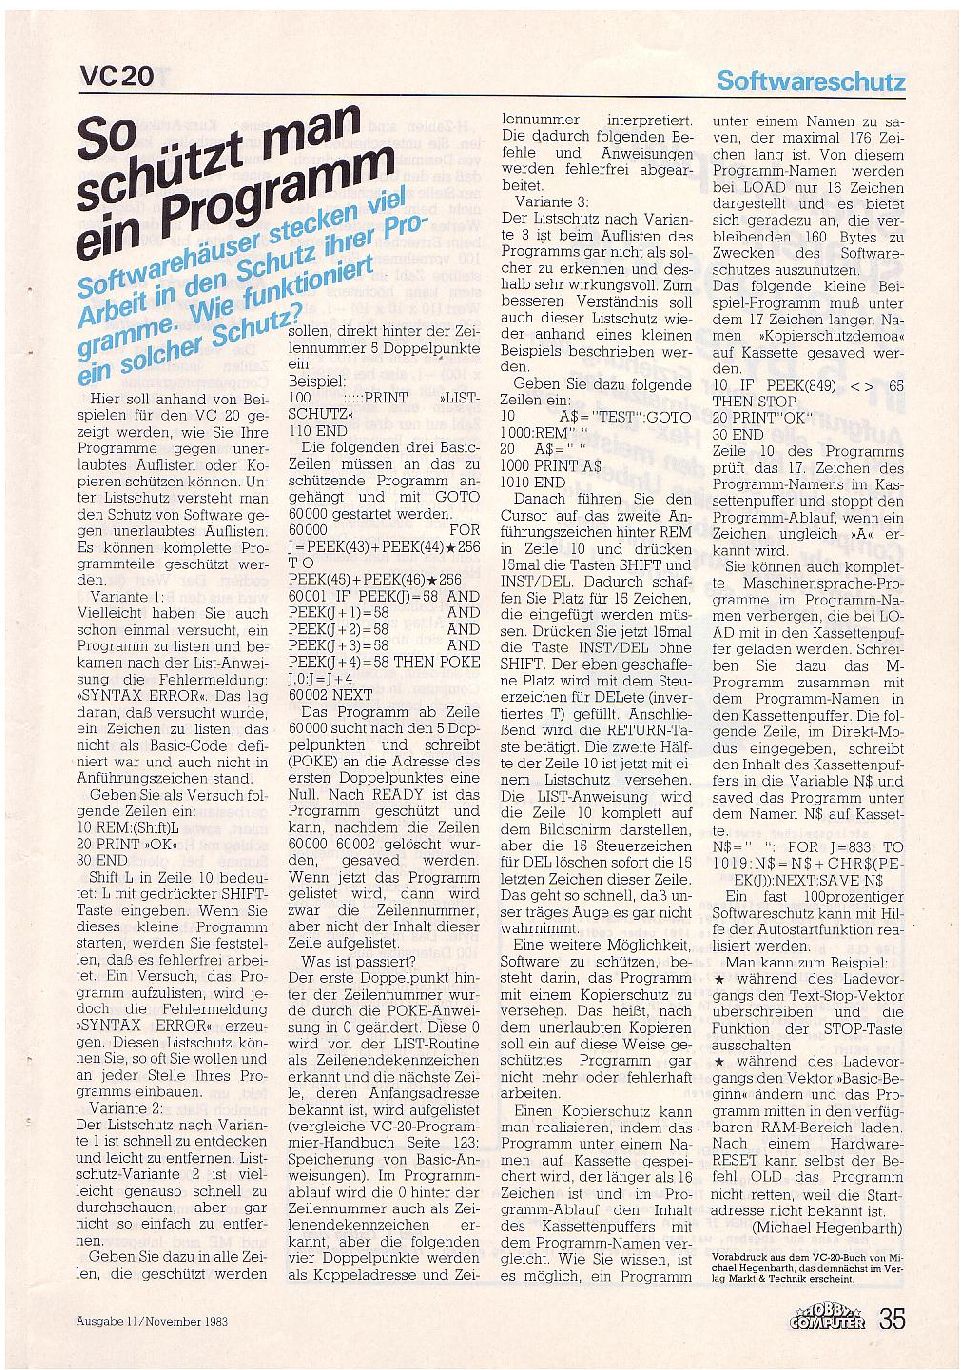 VC 20
Softwareschutz
So
schützt man
ein Programm
Softwarehäuser stecken viel
Arbeit in den Schutz ihrer Pro-
gramme. Wie funktioniert
ein solcher Schutz?
Hier soll anhand von Bei-
spielen für den VC 20 ge-
zeigt werden, wie Sie Ihre
Programme gegen uner-
laubtes Auflisten oder Ko-
pieren schützen können. Un-
ter Listschutz versteht man
den Schutz von Software ge-
gen unerlaubtes Auflisten.
Es können komplette Pro-
grammteile geschützt wer-
den.
Variante 1:
Vielleicht haben Sie auch
schon einmal versucht, ein
Programm zu listen und be-
kamen nach der List-Anwei-
sung die Fehlermeldung:
»SYNTAX ERROR«. Das lag
daran, daß versucht wurde,
ein Zeichen zu listen, das
nicht als Basic-Code defi-
niert war und auch nicht in
Anführungszeichen stand.
Geben Sie als Versuch fol-
gende Zeilen ein:
10 REM:(Shift)L
20 PRINT »OK«
30 END
Shift L in Zeile 10 bedeu-
tet: L mit gedrückter SHIFT-
Taste eingeben. Wenn Sie
dieses kleine Programm
starten, werden Sie feststel-
len, daß es fehlerfrei arbei-
tet. Ein Versuch, das Pro-
gramm aufzulisten, wird je-
doch die Fehlermeldung
»SYNTAX ERROR« erzeu-
gen. Diesen Listschutz kön-
nen Sie, so oft Sie wollen und
an jeder Stelle Ihres Pro-
gramms einbauen.
Variante 2:
Der Listschutz nach Varian-
te 1 ist schnell zu entdecken
und leicht zu entfernen. List-
schutz-Variante 2 ist viel-
leicht genauso schnell zu
durchschauen, aber gar
nicht so einfach zu entfer-
nen.
Geben Sie dazu in alle Zei-
len, die geschützt werden
sollen, direkt hinter der Zei-
lennummer 5 Doppelpunkte
ein
Beispiel:
100 :::::PRINT »LIST-
SCHUTZ«
110 END
Die folgenden drei Basic-
Zeilen müssen an das zu
schützende Programm an-
gehängt und mit GOTO
60000 gestartet werden.
60000 FOR
J=PEEK(43)+PEEK(44)★256
TO
PEEK(45)+PEEK(46)★256
60001 IF PEEK(J)=58 AND
PEEK(J+1)=58 AND
PEEK(J+2)=58 AND
PEEK(J+3)=58 AND
PEEK(J+4)=58 THEN POKE
J,0:J=J+4
60002 NEXT
Das Programm ab Zeile
60000 sucht nach den 5 Dop-
pelpunkten und schreibt
(POKE) an die Adresse des
ersten Doppelpunktes eine
Null. Nach READY ist das
Programm geschützt und
kann, nachdem die Zeilen
60000-60002 gelöscht wur-
den, gesaved werden.
Wenn jetzt das Programm
gelistet wird, dann wird
zwar die Zeilennummer,
aber nicht der Inhalt dieser
Zeile aufgelistet.
Was ist passiert?
Der erste Doppelpunkt hin-
ter der Zeilennummer wur-
de durch die POKE-Anwei-
sung in 0 geändert. Diese 0
wird von der LIST-Routine
als Zeilenendekennzeichen
erkannt und die nächste Zei-
le, deren Anfangsadresse
bekannt ist, wird aufgelistet
(vergleiche VC-20-Program-
mier-Handbuch Seite 123:
Speicherung von Basic-An-
weisungen). Im Programm-
ablauf wird die 0 hinter der
Zeilennummer auch als Zei-
lenendekennzeichen er-
kannt, aber die folgenden
vier Doppelpunkte werden
als Koppeladresse und Zei-
lennummer interpretiert.
Die dadurch folgenden Be-
fehle und Anweisungen
werden fehlerfrei abgear-
beitet.
Variante 3:
Der Listschutz nach Varian-
te 3 ist beim Auflisten des
Programms gar nicht als sol-
cher zu erkennen und des-
halb sehr wirkungsvoll. Zum
besseren Verständnis soll
auch dieser Listschutz wie-
der anhand eines kleinen
Beispiels beschrieben wer-
den.
Geben Sie dazu folgende
Zeilen ein:
10 A$="TEST":GOTO
1000:REM" "
20 A$=" "
1000 PRINT A$
1010 END
Danach führen Sie den
Cursor auf das zweite An-
führungszeichen hinter REM
in Zeile 10 und drücken
15mal die Tasten SHIFT und
INST/DEL. Dadurch schaf-
fen Sie Platz für 15 Zeichen,
die eingefügt werden müs-
sen. Drücken Sie jetzt 15mal
die Taste INST/DEL ohne
SHIFT. Der eben geschaffe-
ne Platz wird mit dem Steu-
erzeichen für DELete (inver-
tiertes T) gefüllt. Anschlie-
ßend wird die RETURN-Ta-
ste betätigt. Die zweite Hälf-
te der Zeile 10 ist jetzt mit ei-
nem Listschutz versehen.
Die LIST-Anweisung wird
die Zeile 10 komplett auf
dem Bildschirm darstellen,
aber die 15 Steuerzeichen
für DEL löschen sofort die 15
letzten Zeichen dieser Zeile.
Das geht so schnell, daß un-
ser träges Auge es gar nicht
wahrnimmt.
Eine weitere Möglichkeit,
Software zu schützen, be-
steht darin, das Programm
mit einem Kopierschutz zu
versehen. Das heißt, nach
dem unerlaubten Kopieren
soll ein auf diese Weise ge-
schütztes Programm gar
nicht mehr oder fehlerhaft
arbeiten.
Einen Kopierschutz kann
man realisieren, indem das
Programm unter einem Na-
men auf Kassette gespei-
chert wird, der länger als 16
Zeichen ist und im Pro-
gramm-Ablauf den Inhalt
des Kassettenpuffers mit
dem Programm-Namen ver-
gleicht. Wie Sie wissen, ist
es möglich, ein Programm
unter einem Namen zu sa-
ven, der maximal 176 Zei-
chen lang ist. Von diesem
Programm-Namen werden
bei LOAD nur 16 Zeichen
dargestellt und es bietet
sich geradezu an, die ver-
bleibenden 160 Bytes zu
Zwecken des Software-
schutzes auszunutzen.
Das folgende kleine Bei-
spiel-Programm muß unter
dem 17 Zeichen langen Na-
men »Kopierschutzdemoa«
auf Kassette gesaved wer-
den.
10 IF PEEK(849) <> 65
THEN STOP
20 PRINT"OK"
30 END
Zeile 10 des Programms
prüft das 17. Zeichen des
Programm-Namens im Kas-
settenpuffer und stoppt den
Programm-Ablauf, wenn ein
Zeichen ungleich »A« er-
kannt wird.
Sie können auch komplet-
te Maschinensprache-Pro-
gramme im Programm-Na-
men verbergen, die bei LO-
AD mit in den Kassettenpuf-
fer geladen werden. Schrei-
ben Sie dazu das M-
Programm zusammen mit
dem Programm-Namen in
den Kassettenpuffer. Die fol-
gende Zeile, im Direkt-Mo-
dus eingegeben, schreibt
den Inhalt des Kassettenpuf-
fers in die Variable N$ und
saved das Programm unter
dem Namen N$ auf Kasset-
te.
N$=" ": FOR J=833 TO
1019:N$=N$+CHR$(PE-
EK(J)):NEXT:SAVE N$
Ein fast 100prozentiger
Softwareschutz kann mit Hil-
fe der Autostartfunktion rea-
lisiert werden.
Man kann zum Beispiel:
★ während des Ladevor-
gangs den Text-Stop-Vektor
überschreiben und die
Funktion der STOP-Taste
ausschalten
★ während des Ladevor-
gangs den Vektor »Basic-Be-
ginn« ändern und das Pro-
gramm mitten in den verfüg-
baren RAM-Bereich laden.
Nach einem Hardware-
RESET kann selbst der Be-
fehl OLD das Programm
nicht retten, weil die Start-
adresse nicht bekannt ist.
(Michael Hegenbarth)
Vorabdruck aus dem VC-20-Buch von Mi-
chael Hegenbarth, das demnächst im Ver-
lag Markt & Technik erscheint.
Ausgabe 11/November 1983
HOBBY
COMPUTER
35